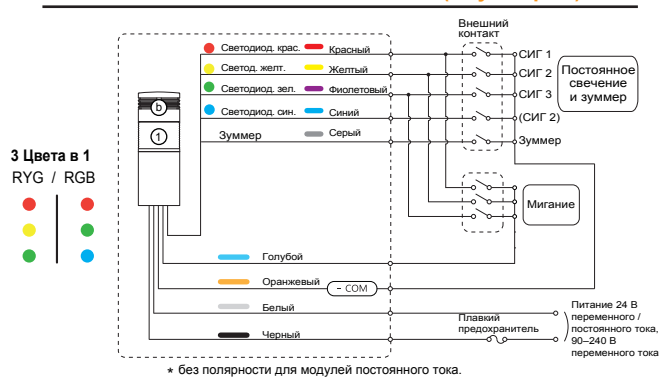 Внешний
контакт
Светодиод. крас. Красный СИГ 1
Светод. желт. Желтый СИГ 2
Светодиод. зел. Фиолетовый СИГ 3
Светодиод. син. Синий (СИГ 2)
Зуммер Серый Зуммер
Постоянное
свечение
и зуммер
b
1
3 Цвета в 1
RYG / RGB
Мигание
Голубой
Оранжевый - COM
Белый
Черный
Плавкий
предохранитель
Питание 24 В
переменного /
постоянного тока,
90–240 В
переменного тока
* без полярности для модулей постоянного тока.